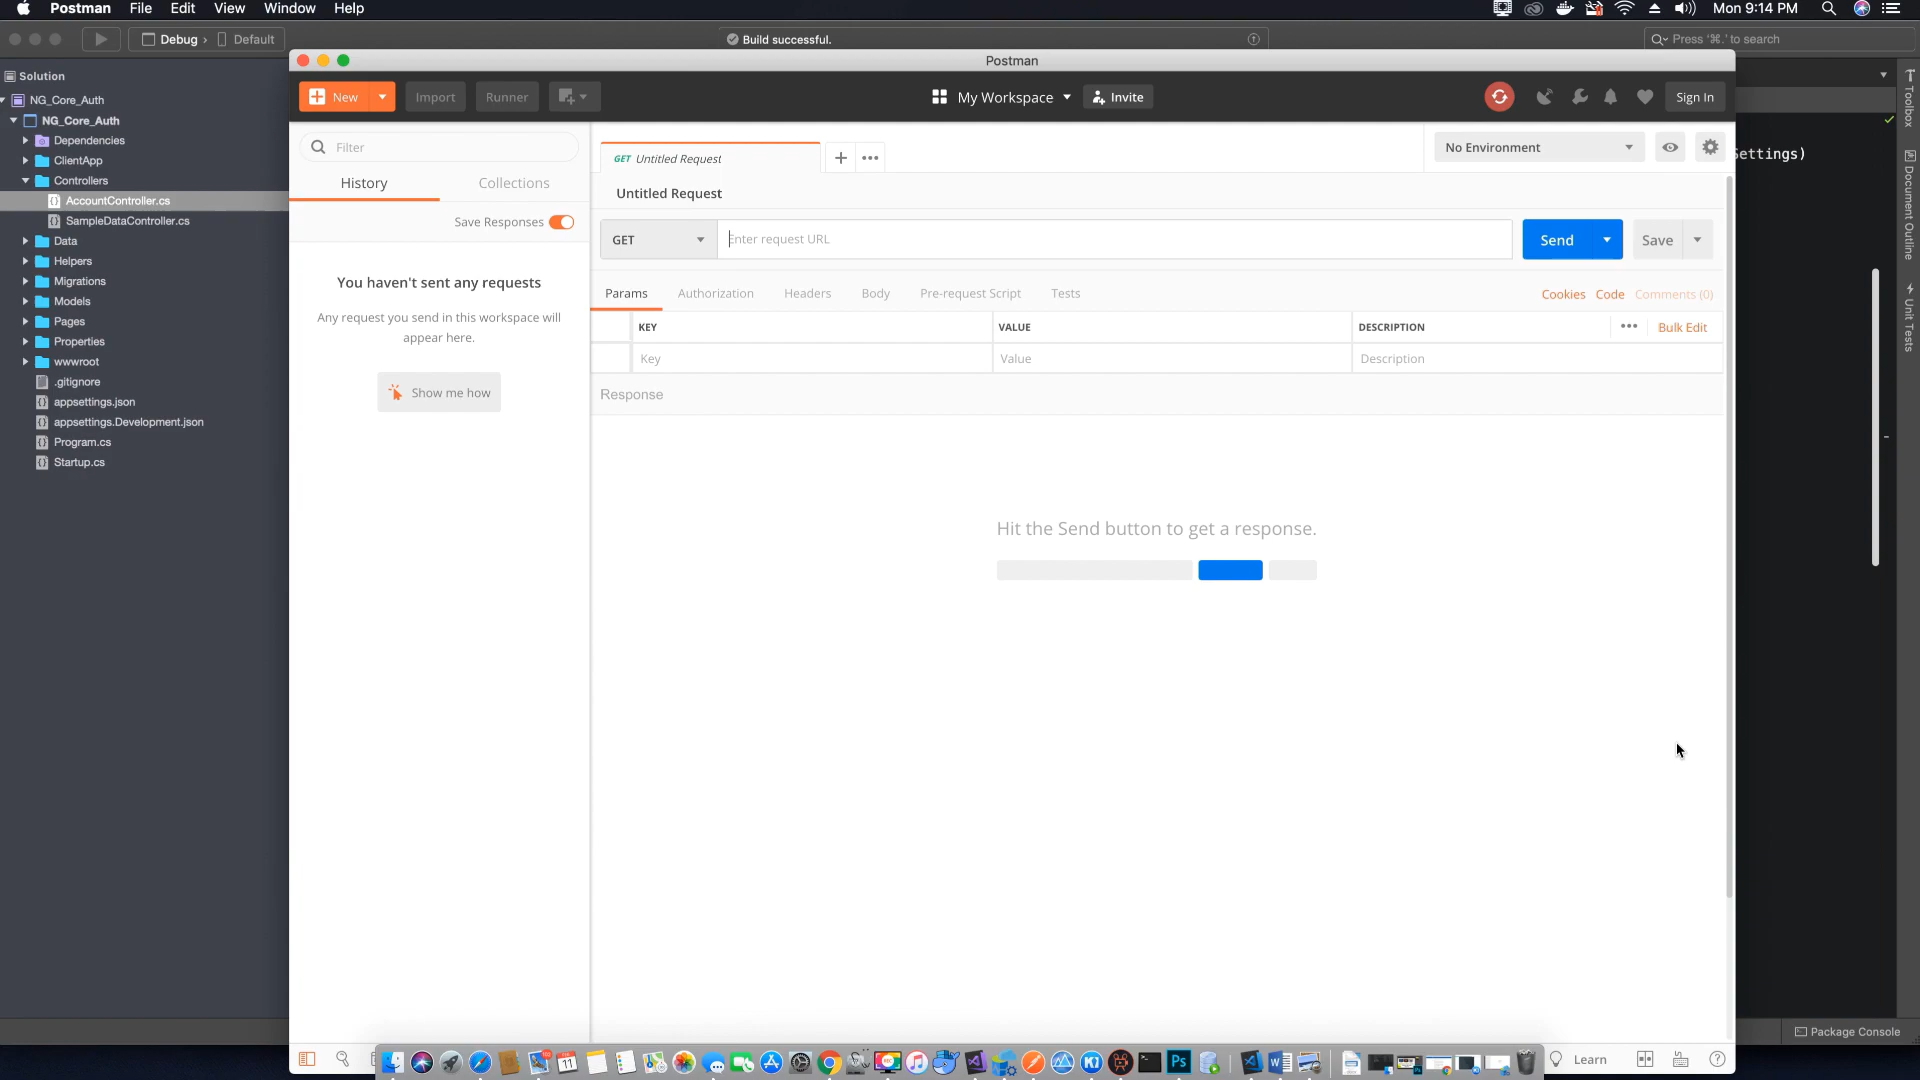 Postman File Edit View Window Help Mon 9:14 PM
Debug › Default Build successful. Press '⌘.' to search
Solution
NG_Core_Auth
NG_Core_Auth
Dependencies
ClientApp
Controllers
AccountController.cs
SampleDataController.cs
Data
Helpers
Migrations
Models
Pages
Properties
wwwroot
.gitignore
appsettings.json
appsettings.Development.json
Program.cs
Startup.cs
Postman
New Import Runner My Workspace Invite Sign In
Filter
History Collections
Save Responses
You haven't sent any requests
Any request you send in this workspace will
appear here.
Show me how
GET Untitled Request + No Environment
Untitled Request
GET Enter request URL Send Save
Params Authorization Headers Body Pre-request Script Tests Cookies Code Comments (0)
KEY VALUE DESCRIPTION Bulk Edit
Key Value Description
Response
Hit the Send button to get a response.
Settings)
Toolbox
Document Outline
Unit Tests
Package Console
11
Ps
Learn